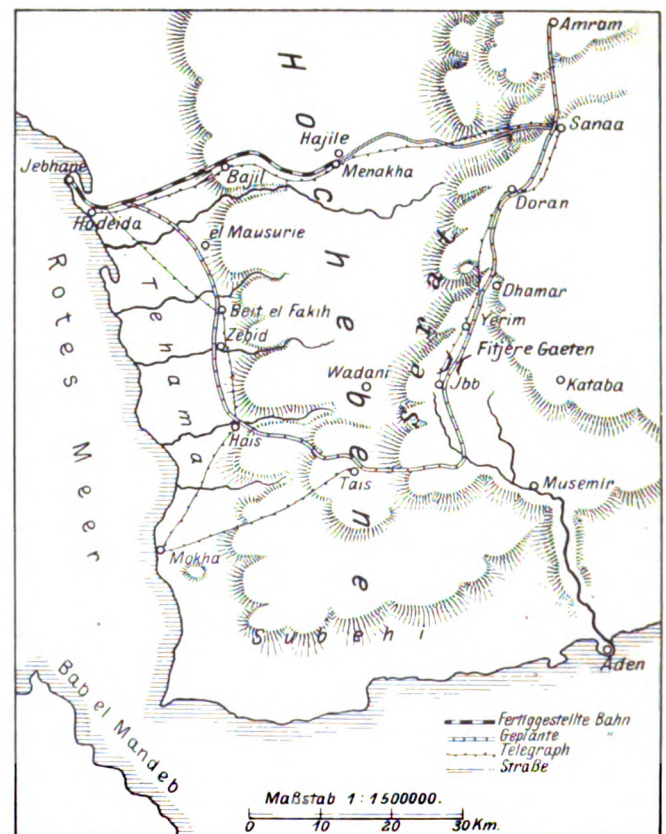 Amram
Sanaa
Hajile
Menakha
Jebhane
Bajil
Doran
Hodeida
el Mausurie
Dhamar
Beit el Fakih
Yerim
Zebid
Fitjere Gaeten
Wadani
Jbb
Kataba
Hais
Tais
Musemir
Mokha
Aden
Hochebene
Serrat
Tehama
Rotes Meer
Subehi
Bab el Mandeb
Fertiggestellte Bahn
Geplante "
Telegraph
Straße
Maßstab 1 : 1500000.
0 10 20 30 Km.